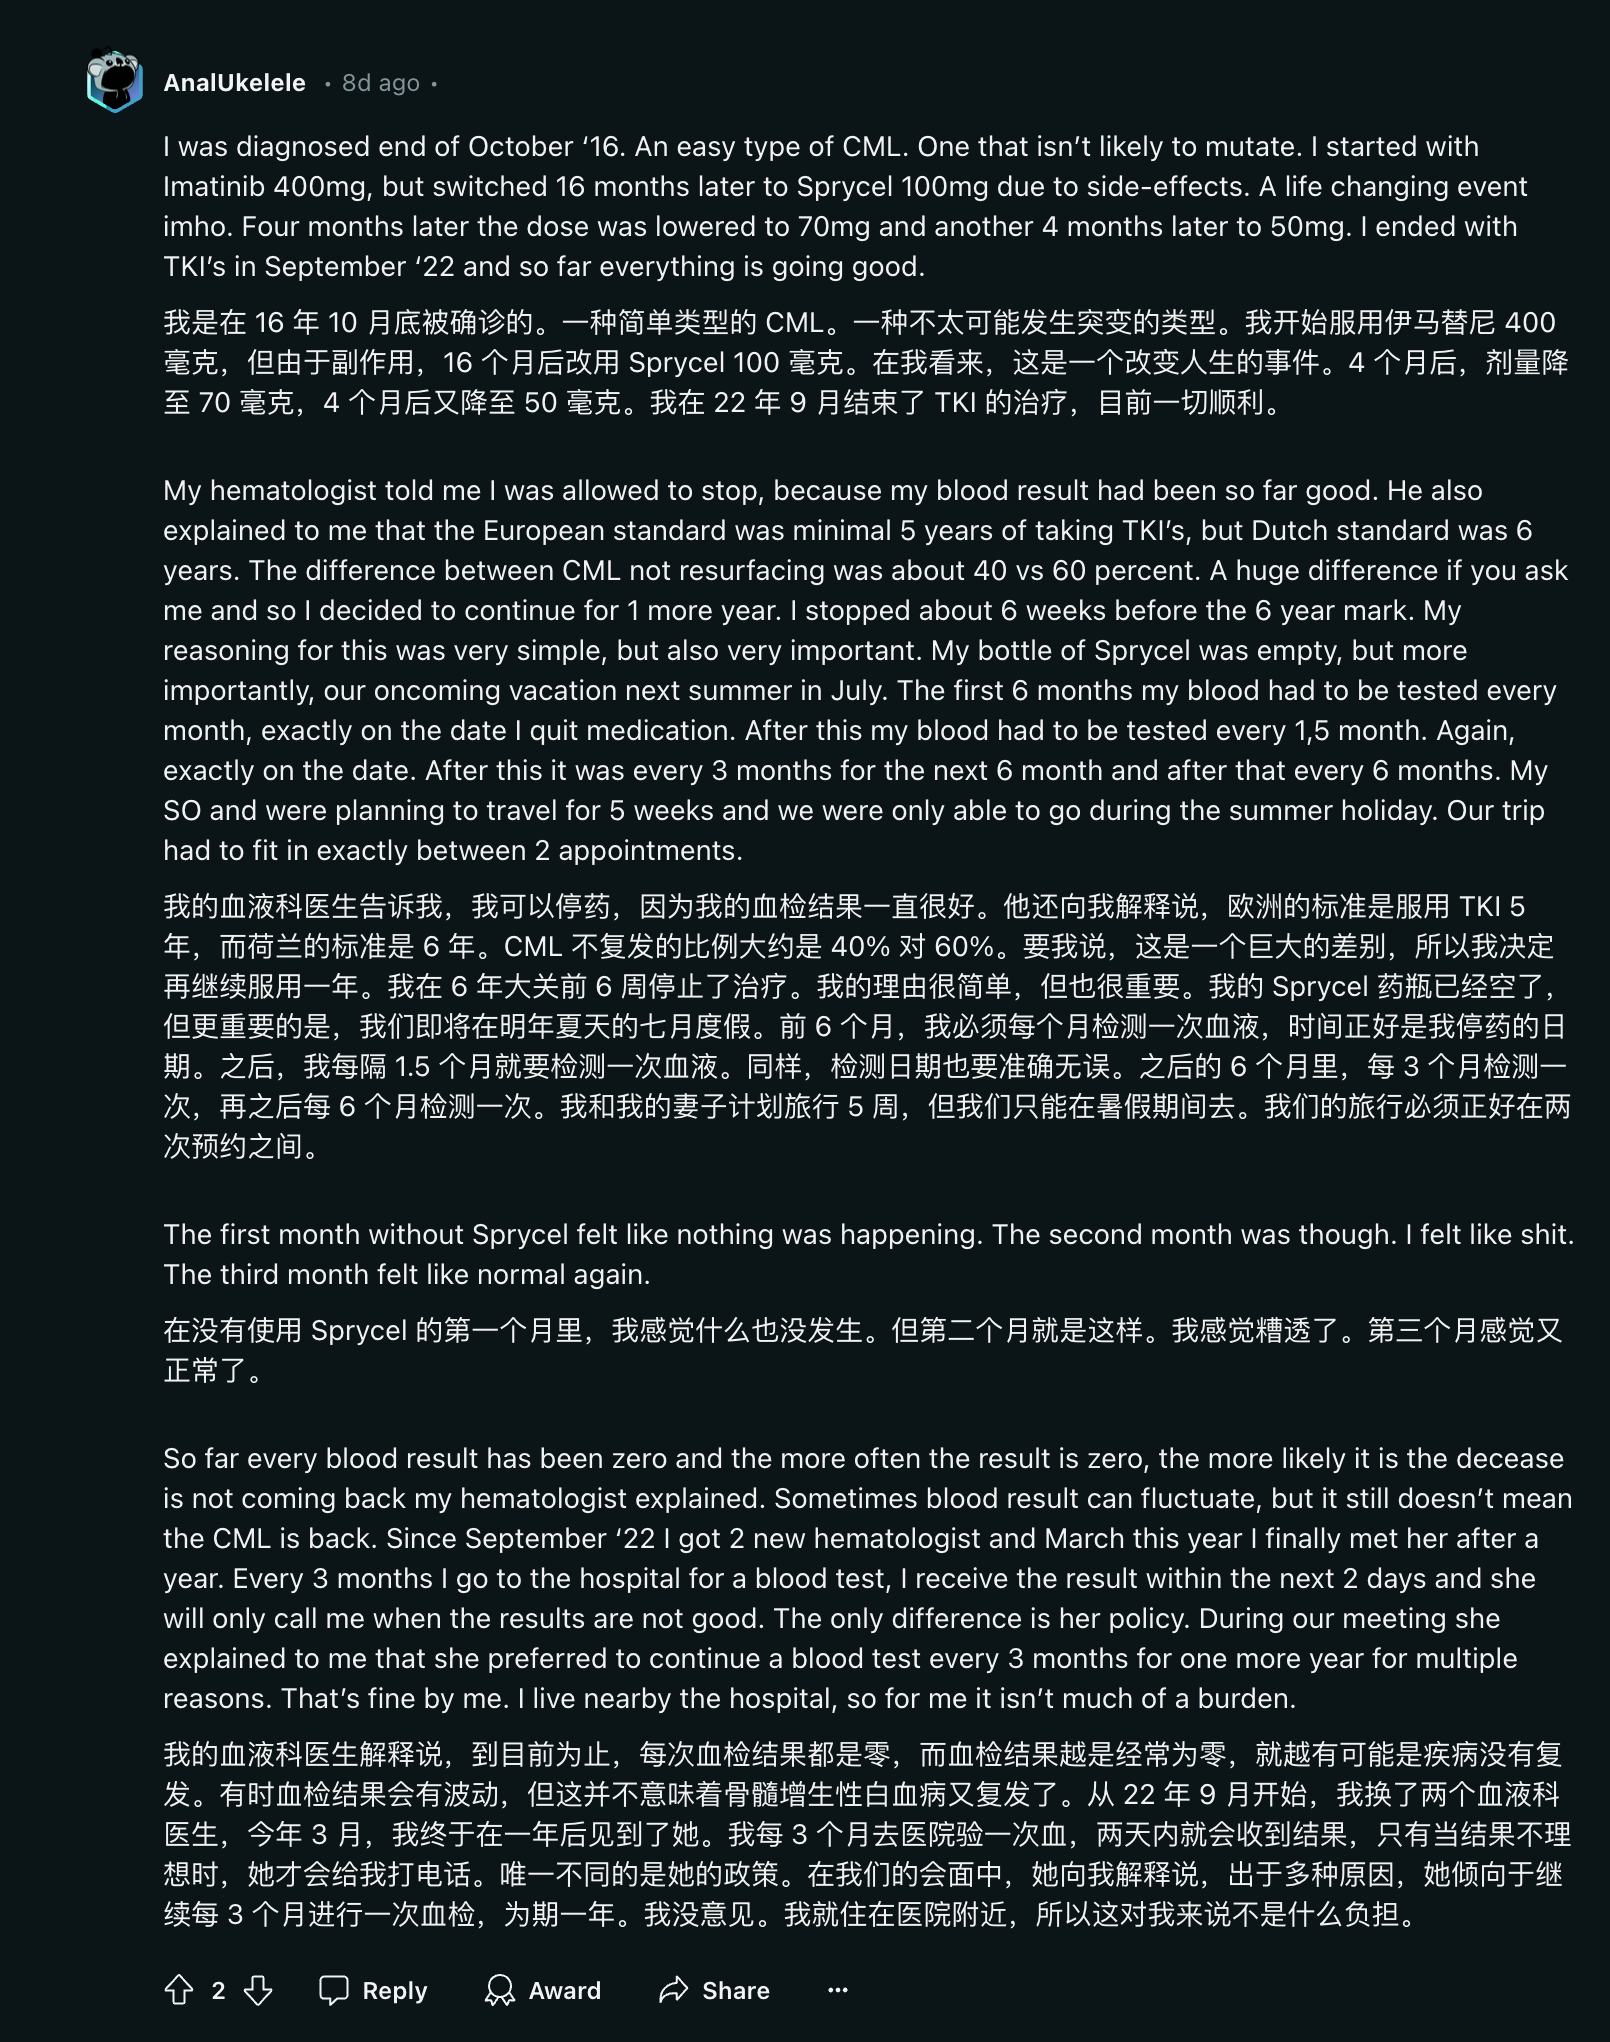 AnalUkelele • 8d ago •
I was diagnosed end of October ‘16. An easy type of CML. One that isn’t likely to mutate. I started with
Imatinib 400mg, but switched 16 months later to Sprycel 100mg due to side-effects. A life changing event
imho. Four months later the dose was lowered to 70mg and another 4 months later to 50mg. I ended with
TKI’s in September ‘22 and so far everything is going good.
我是在 16 年 10 月底被确诊的。一种简单类型的 CML。一种不太可能发生突变的类型。我开始服用伊马替尼 400
毫克，但由于副作用，16 个月后改用 Sprycel 100 毫克。在我看来，这是一个改变人生的事件。4 个月后，剂量降
至 70 毫克，4 个月后又降至 50 毫克。我在 22 年 9 月结束了 TKI 的治疗，目前一切顺利。
My hematologist told me I was allowed to stop, because my blood result had been so far good. He also
explained to me that the European standard was minimal 5 years of taking TKI’s, but Dutch standard was 6
years. The difference between CML not resurfacing was about 40 vs 60 percent. A huge difference if you ask
me and so I decided to continue for 1 more year. I stopped about 6 weeks before the 6 year mark. My
reasoning for this was very simple, but also very important. My bottle of Sprycel was empty, but more
importantly, our oncoming vacation next summer in July. The first 6 months my blood had to be tested every
month, exactly on the date I quit medication. After this my blood had to be tested every 1,5 month. Again,
exactly on the date. After this it was every 3 months for the next 6 month and after that every 6 months. My
SO and were planning to travel for 5 weeks and we were only able to go during the summer holiday. Our trip
had to fit in exactly between 2 appointments.
我的血液科医生告诉我，我可以停药，因为我的血检结果一直很好。他还向我解释说，欧洲的标准是服用 TKI 5
年，而荷兰的标准是 6 年。CML 不复发的比例大约是 40% 对 60%。要我说，这是一个巨大的差别，所以我决定
再继续服用一年。我在 6 年大关前 6 周停止了治疗。我的理由很简单，但也很重要。我的 Sprycel 药瓶已经空了，
但更重要的是，我们即将在明年夏天的七月度假。前 6 个月，我必须每个月检测一次血液，时间正好是我停药的日
期。之后，我每隔 1.5 个月就要检测一次血液。同样，检测日期也要准确无误。之后的 6 个月里，每 3 个月检测一
次，再之后每 6 个月检测一次。我和我的妻子计划旅行 5 周，但我们只能在暑假期间去。我们的旅行必须正好在两
次预约之间。
The first month without Sprycel felt like nothing was happening. The second month was though. I felt like shit.
The third month felt like normal again.
在没有使用 Sprycel 的第一个月里，我感觉什么也没发生。但第二个月就是这样。我感觉糟透了。第三个月感觉又
正常了。
So far every blood result has been zero and the more often the result is zero, the more likely it is the decease
is not coming back my hematologist explained. Sometimes blood result can fluctuate, but it still doesn’t mean
the CML is back. Since September ‘22 I got 2 new hematologist and March this year I finally met her after a
year. Every 3 months I go to the hospital for a blood test, I receive the result within the next 2 days and she
will only call me when the results are not good. The only difference is her policy. During our meeting she
explained to me that she preferred to continue a blood test every 3 months for one more year for multiple
reasons. That’s fine by me. I live nearby the hospital, so for me it isn’t much of a burden.
我的血液科医生解释说，到目前为止，每次血检结果都是零，而血检结果越是经常为零，就越有可能是疾病没有复
发。有时血检结果会有波动，但这并不意味着骨髓增生性白血病又复发了。从 22 年 9 月开始，我换了两个血液科
医生，今年 3 月，我终于在一年后见到了她。我每 3 个月去医院验一次血，两天内就会收到结果，只有当结果不理
想时，她才会给我打电话。唯一不同的是她的政策。在我们的会面中，她向我解释说，出于多种原因，她倾向于继
续每 3 个月进行一次血检，为期一年。我没意见。我就住在医院附近，所以这对我来说不是什么负担。
2 Reply Award Share ···